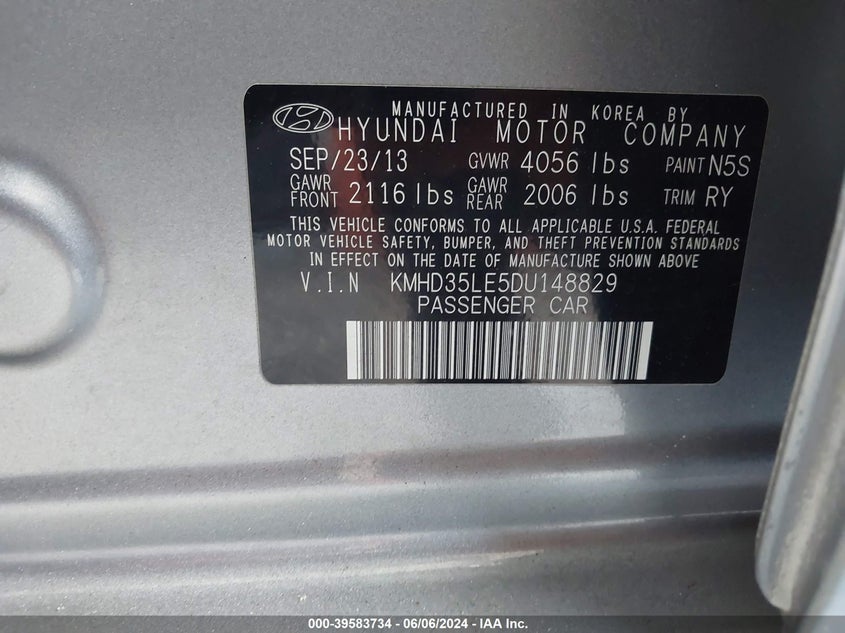 MANUFACTURED IN KOREA BY
HYUNDAI MOTOR COMPANY
SEP/23/13 GVWR 4056 lbs PAINT N5S
GAWR FRONT 2116 lbs GAWR REAR 2006 lbs TRIM RY
THIS VEHICLE CONFORMS TO ALL APPLICABLE U.S.A. FEDERAL
MOTOR VEHICLE SAFETY, BUMPER, AND THEFT PREVENTION STANDARDS
IN EFFECT ON THE DATE OF MANUFACTURE SHOWN ABOVE
V.I.N KMHD35LE5DU148829
PASSENGER CAR
000-39583734 - 06/06/2024 - IAA Inc.